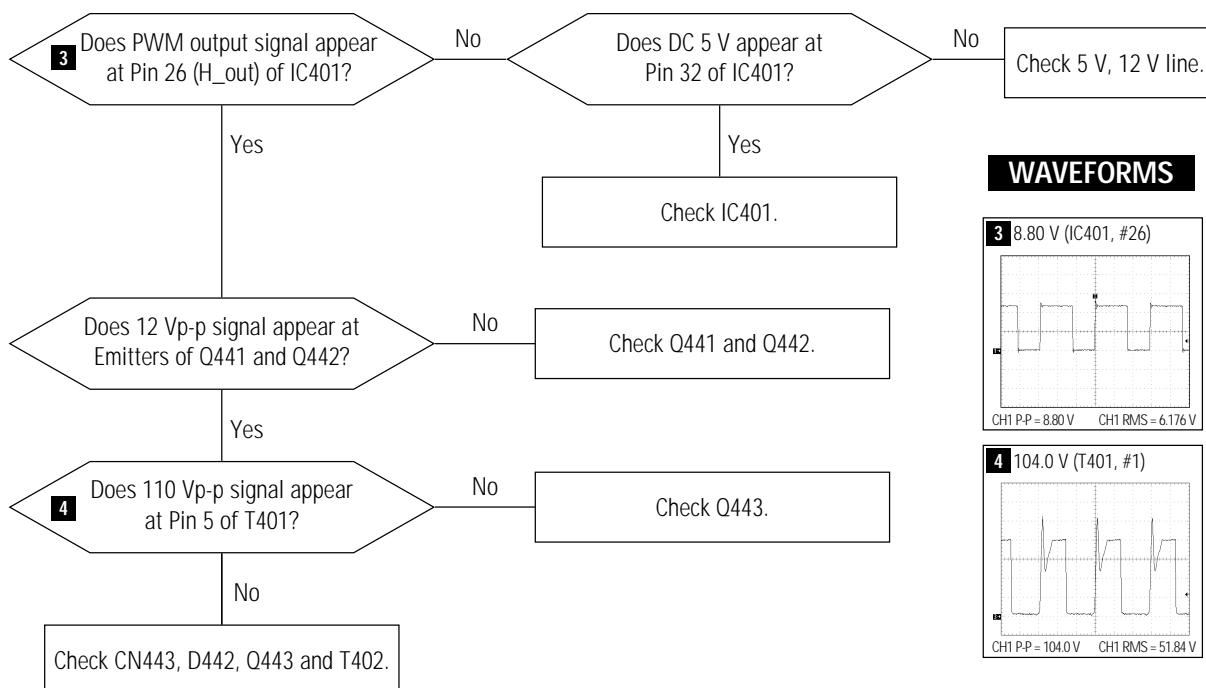 3 Does PWM output signal appear
at Pin 26 (H_out) of IC401?
No
Does DC 5 V appear at
Pin 32 of IC401?
No
Check 5 V, 12 V line.
Yes
Yes
Check IC401.
Does 12 Vp-p signal appear at
Emitters of Q441 and Q442?
No
Check Q441 and Q442.
Yes
4 Does 110 Vp-p signal appear
at Pin 5 of T401?
No
Check Q443.
No
Check CN443, D442, Q443 and T402.
WAVEFORMS
3 8.80 V (IC401, #26)
CH1 P-P = 8.80 V CH1 RMS = 6.176 V
4 104.0 V (T401, #1)
CH1 P-P = 104.0 V CH1 RMS = 51.84 V